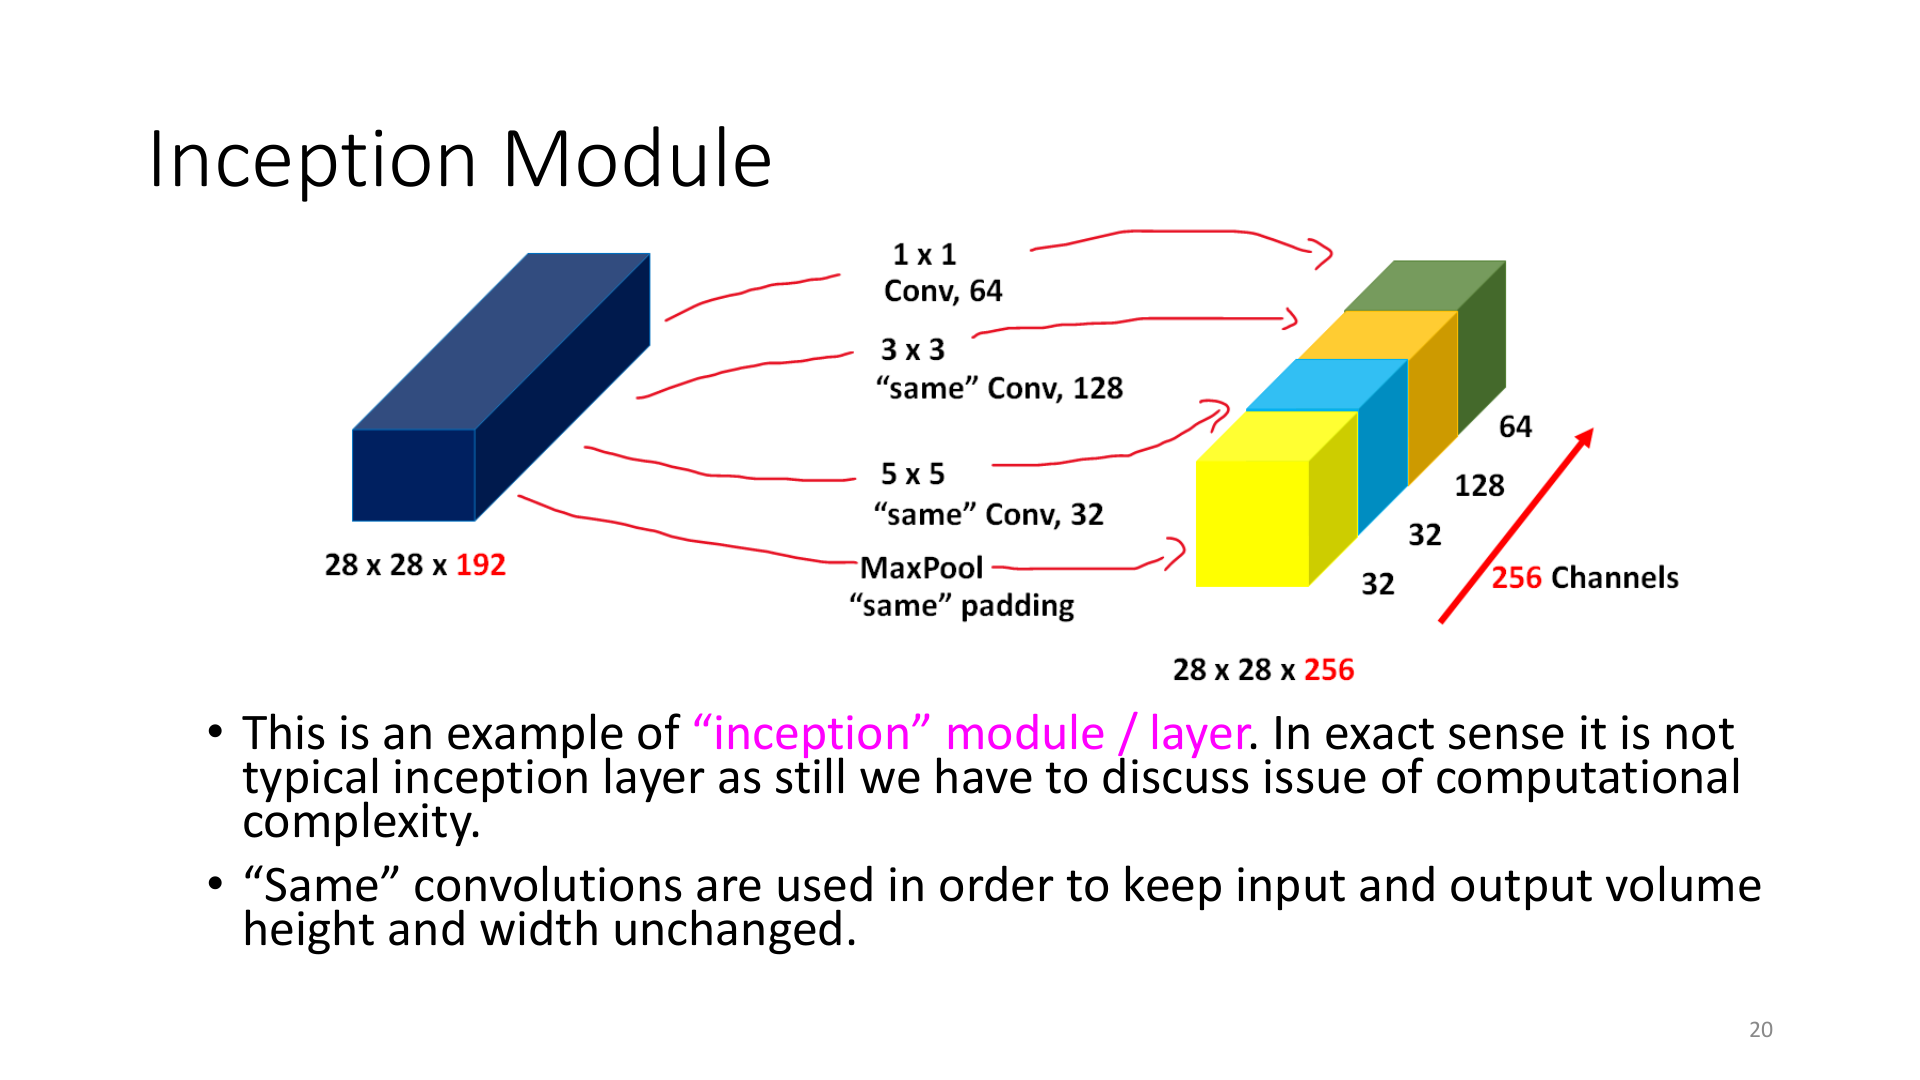 Inception Module
1 x 1
Conv, 64
3 x 3
“same” Conv, 128
5 x 5
“same” Conv, 32
MaxPool
“same” padding
28 x 28 x 192
64
128
32
32
256 Channels
28 x 28 x 256
• This is an example of “inception” module / layer. In exact sense it is not
typical inception layer as still we have to discuss issue of computational
complexity.
• “Same” convolutions are used in order to keep input and output volume
height and width unchanged.
20